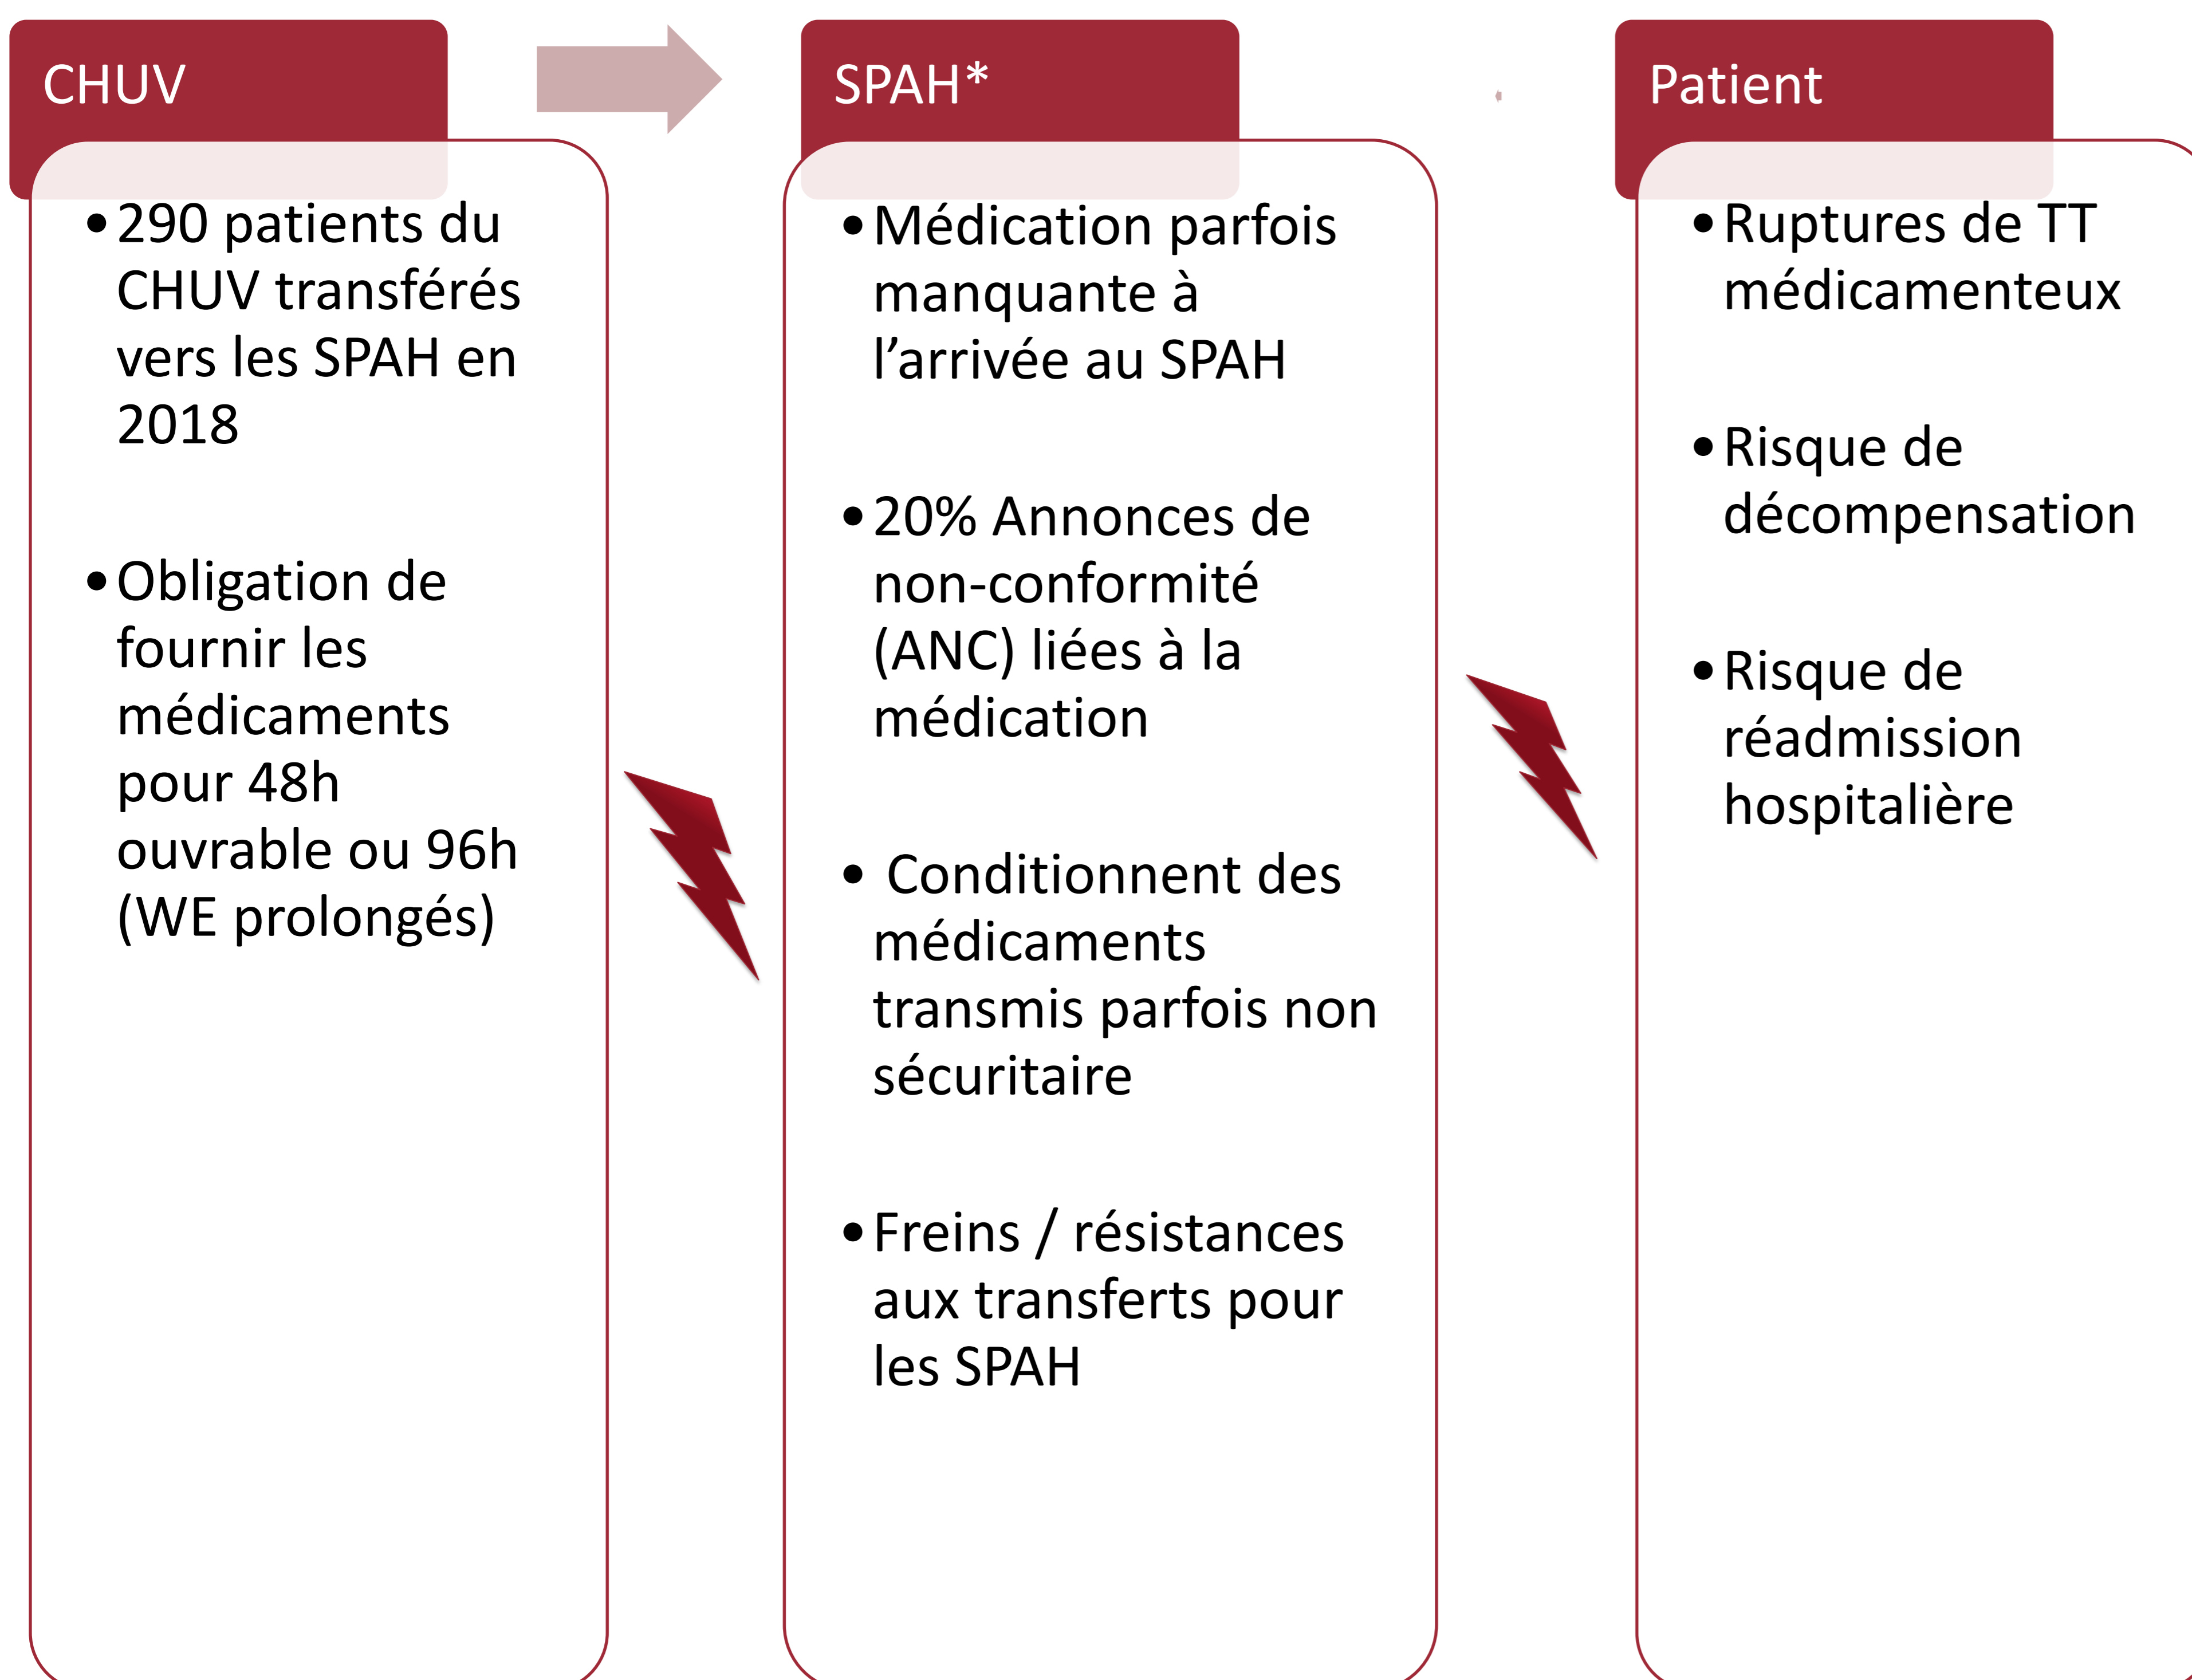 CHUV
• 290 patients du
CHUV transférés
vers les SPAH en
2018
• Obligation de
fournir les
médicaments
pour 48h
ouvrable ou 96h
(WE prolongés)
SPAH*
• Médication parfois
manquante à
l’arrivée au SPAH
• 20% Annonces de
non-conformité
(ANC) liées à la
médication
• Conditionnent des
médicaments
transmis parfois non
sécuritaire
• Freins / résistances
aux transferts pour
les SPAH
Patient
• Ruptures de TT
médicamenteux
• Risque de
décompensation
• Risque de
réadmission
hospitalière